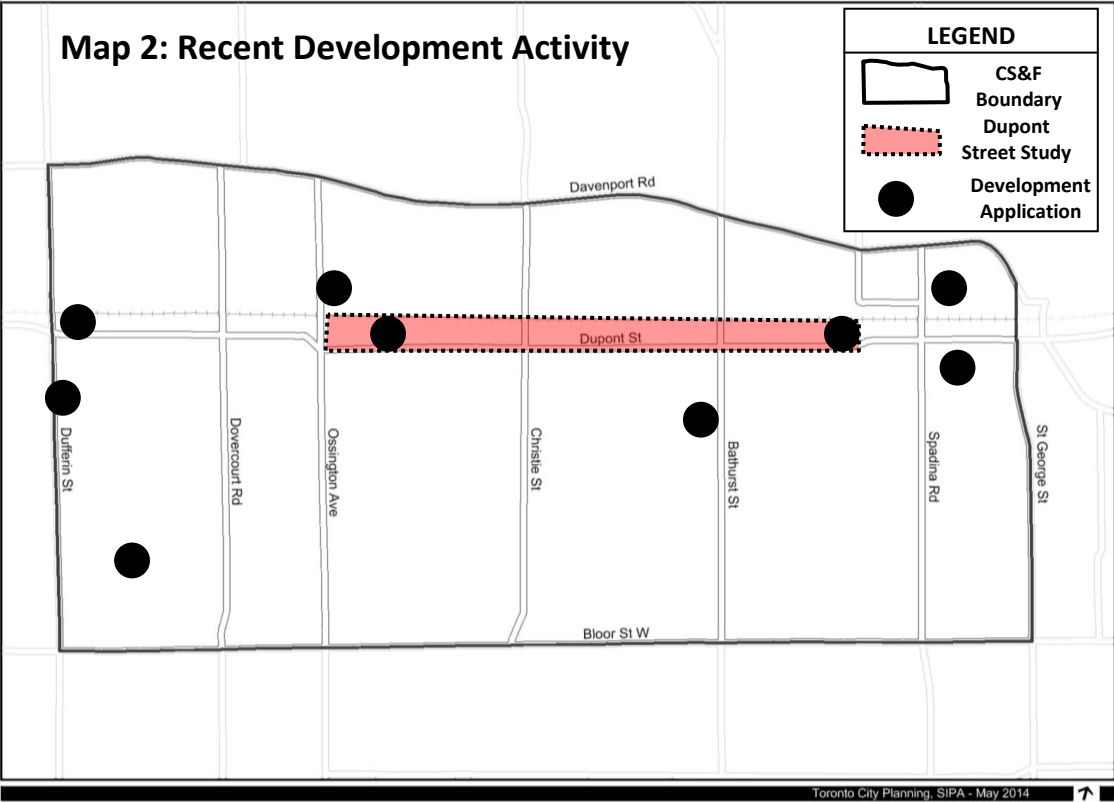 Map 2: Recent Development Activity
LEGEND
CS&F
Boundary
Dupont
Street Study
Development
Application
Davenport Rd
Dupont St
Dufferin St
Dovercourt Rd
Ossington Ave
Christie St
Bathurst St
Spadina Rd
St George St
Bloor St W
Toronto City Planning, SIPA - May 2014